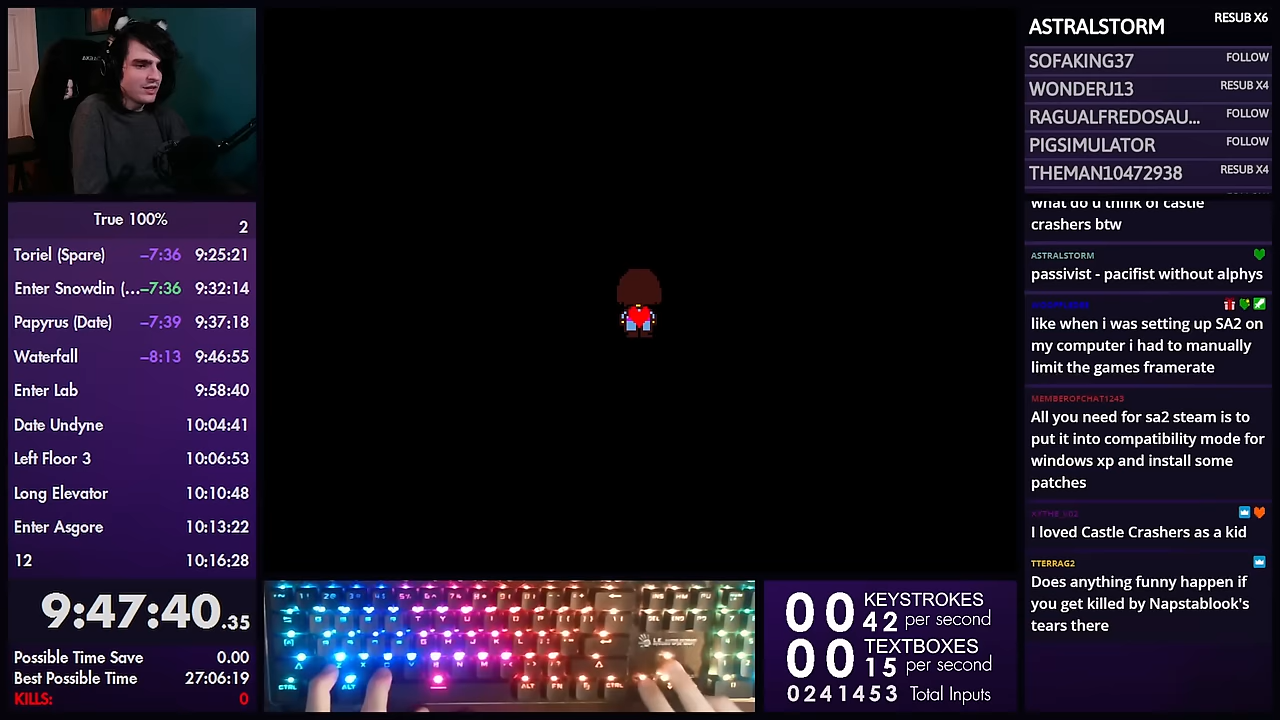 True 100%
2
Toriel (Spare) −7:36 9:25:21
Enter Snowdin (... −7:36 9:32:14
Papyrus (Date) −7:39 9:37:18
Waterfall −8:13 9:46:55
Enter Lab 9:58:40
Date Undyne 10:04:41
Left Floor 3 10:06:53
Long Elevator 10:10:48
Enter Asgore 10:13:22
12 10:16:28
9:47:40.35
Possible Time Save 0.00
Best Possible Time 27:06:19
KILLS: 0
00 KEYSTROKES
42 per second
00 TEXTBOXES
15 per second
0241453 Total Inputs
ASTRALSTORM RESUB X6
SOFAKING37 FOLLOW
WONDERJ13 RESUB X4
RAGUALFREDOSAU... FOLLOW
PIGSIMULATOR FOLLOW
THEMAN10472938 RESUB X4
what do u think of castle
crashers btw
ASTRALSTORM
passivist - pacifist without alphys
like when i was setting up SA2 on
my computer i had to manually
limit the games framerate
MEMBEROFCHAT1243
All you need for sa2 steam is to
put it into compatibility mode for
windows xp and install some
patches
I loved Castle Crashers as a kid
TTERRAG2
Does anything funny happen if
you get killed by Napstablook's
tears there